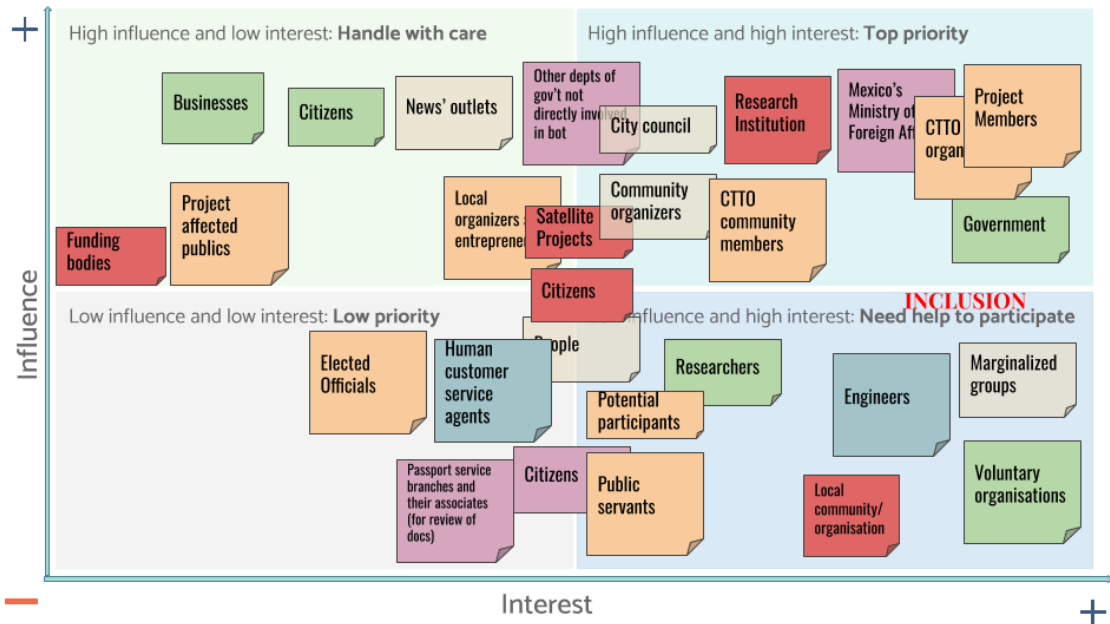 High influence and low interest: Handle with care
High influence and high interest: Top priority
Businesses
Citizens
News' outlets
Other depts of
gov't not
directly involved
in bot
City council
Research
Institution
Mexico's
Ministry of
Foreign
CTTO
Project
Members
Funding
bodies
Project
affected
publics
Local
organizers
Satellite
Projects
Community
organizers
CTTO
community
members
Government
Citizens
INCLUSION
Low influence and low interest: Low priority
influence and high interest: Need help to participate
Elected
Officials
Human
customer
service
agents
Researchers
Potential
participants
Engineers
Marginalized
groups
Passport service
branches and
their associates
(for review of
docs)
Citizens
Public
servants
Local
community/
organisation
Voluntary
organisations
Influence
Interest